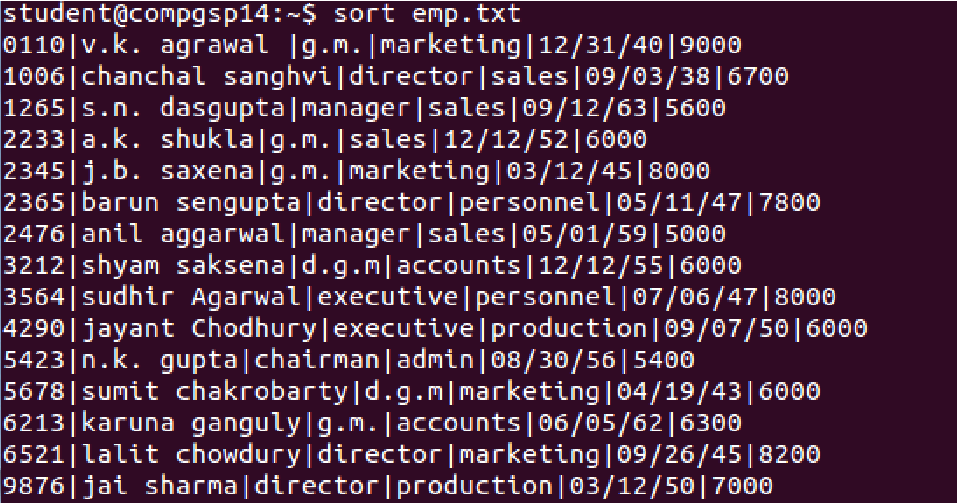 student@compgsp14:~$ sort emp.txt
0110|v.k. agrawal |g.m.|marketing|12/31/40|9000
1006|chanchal sanghvi|director|sales|09/03/38|6700
1265|s.n. dasgupta|manager|sales|09/12/63|5600
2233|a.k. shukla|g.m.|sales|12/12/52|6000
2345|j.b. saxena|g.m.|marketing|03/12/45|8000
2365|barun sengupta|director|personnel|05/11/47|7800
2476|anil aggarwal|manager|sales|05/01/59|5000
3212|shyam saksena|d.g.m|accounts|12/12/55|6000
3564|sudhir Agarwal|executive|personnel|07/06/47|8000
4290|jayant Chodhury|executive|production|09/07/50|6000
5423|n.k. gupta|chairman|admin|08/30/56|5400
5678|sumit chakrobarty|d.g.m|marketing|04/19/43|6000
6213|karuna ganguly|g.m.|accounts|06/05/62|6300
6521|lalit chowdury|director|marketing|09/26/45|8200
9876|jai sharma|director|production|03/12/50|7000